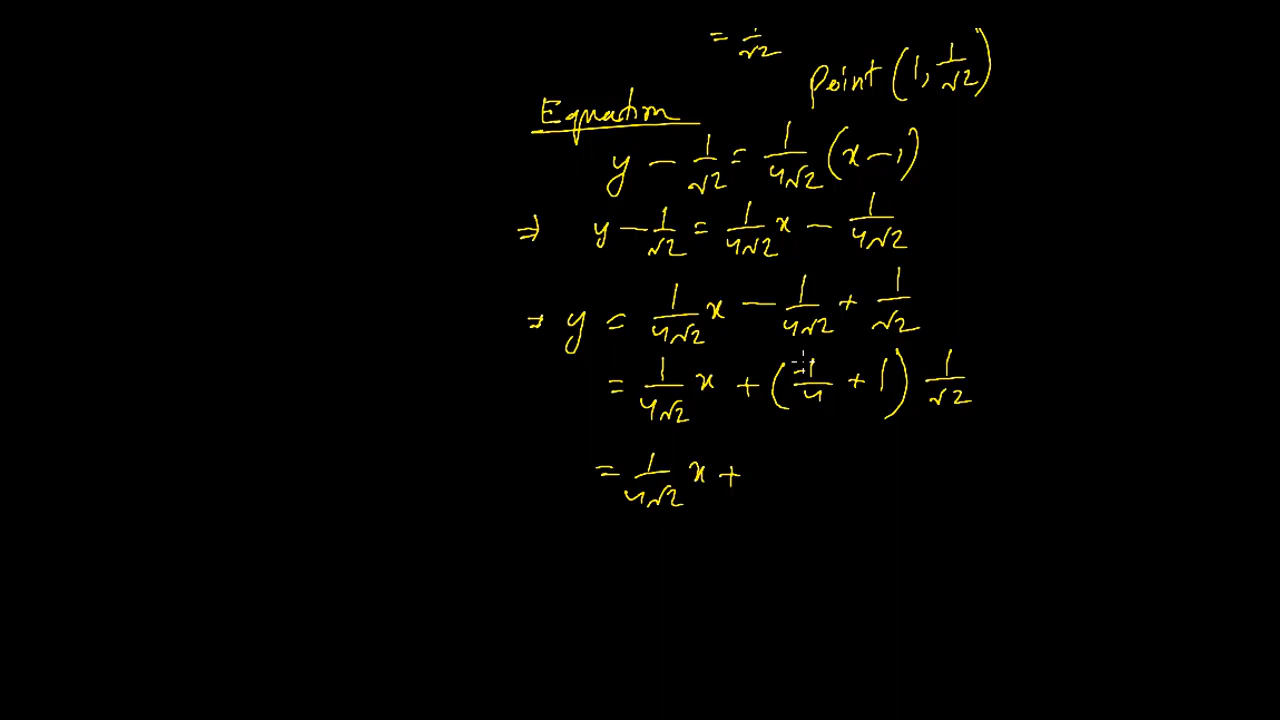 = 1/√2
point (1, 1/√2)
Equation
y - 1/√2 = 1/4√2 (x - 1)
⇒ y - 1/√2 = 1/4√2 x - 1/4√2
⇒ y = 1/4√2 x - 1/4√2 + 1/√2
= 1/4√2 x + (-1/4 + 1) 1/√2
= 1/4√2 x +